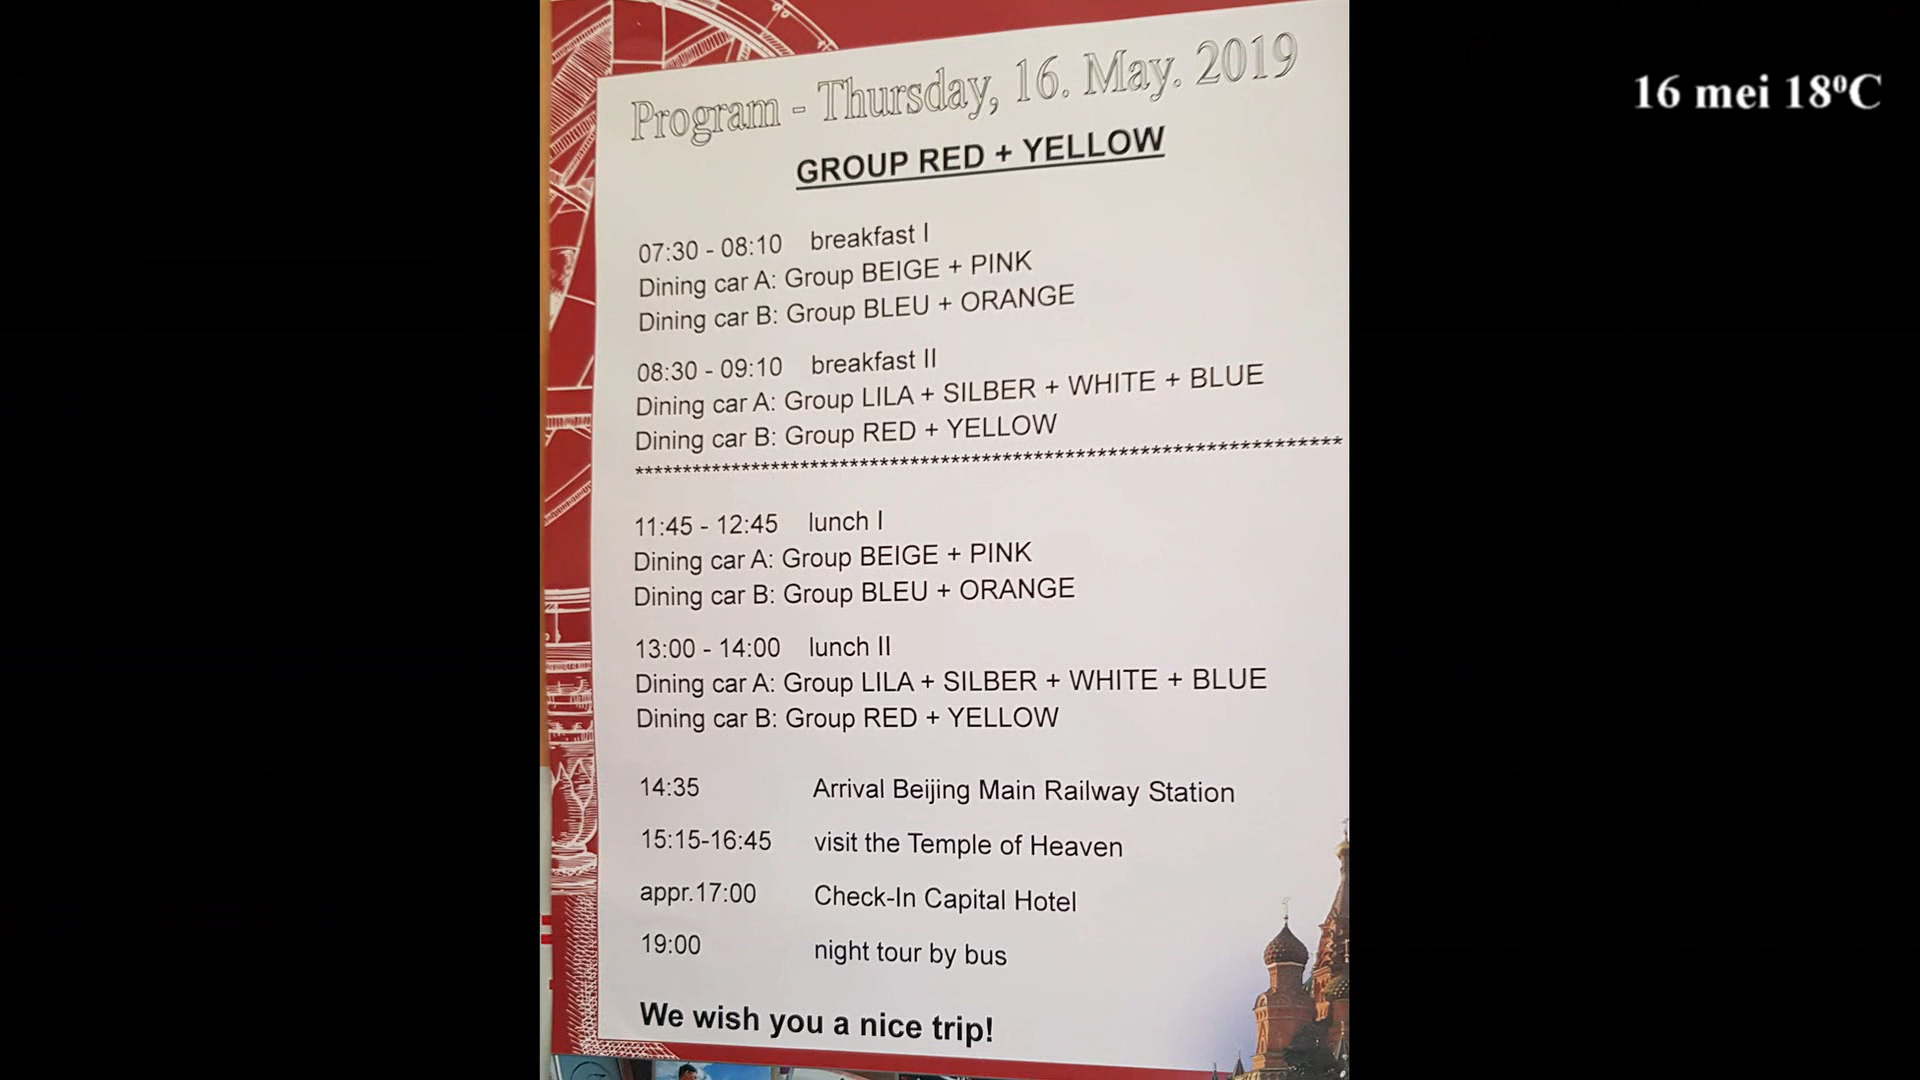 16 mei 18ºC
Program - Thursday, 16. May. 2019
GROUP RED + YELLOW
07:30 - 08:10 breakfast I
Dining car A: Group BEIGE + PINK
Dining car B: Group BLEU + ORANGE
08:30 - 09:10 breakfast II
Dining car A: Group LILA + SILBER + WHITE + BLUE
Dining car B: Group RED + YELLOW
***********************************************************************
11:45 - 12:45 lunch I
Dining car A: Group BEIGE + PINK
Dining car B: Group BLEU + ORANGE
13:00 - 14:00 lunch II
Dining car A: Group LILA + SILBER + WHITE + BLUE
Dining car B: Group RED + YELLOW
14:35 Arrival Beijing Main Railway Station
15:15-16:45 visit the Temple of Heaven
appr.17:00 Check-In Capital Hotel
19:00 night tour by bus
We wish you a nice trip!